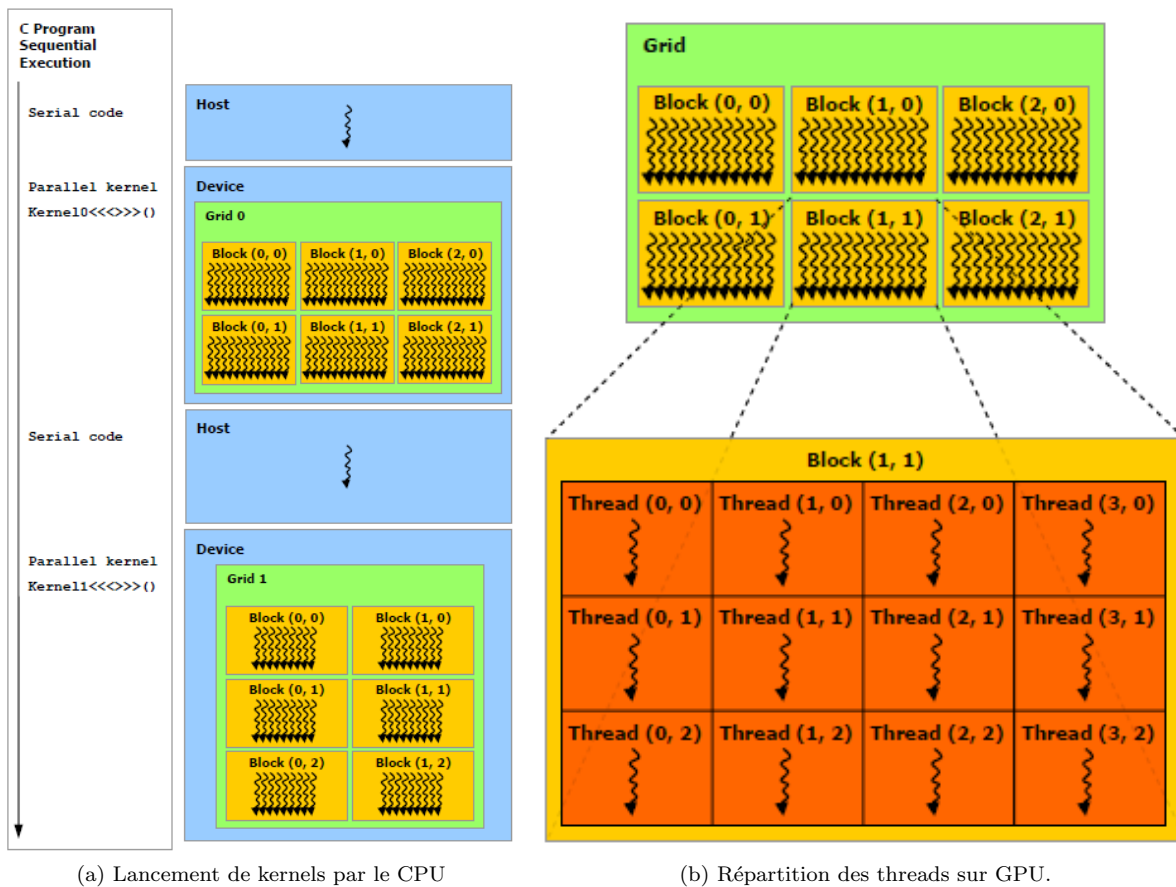 C Program
Sequential
Execution
Serial code
Parallel kernel
Kernel0<<<>>>()
Serial code
Parallel kernel
Kernel1<<<>>>()
Host
Device
Grid 0
Block (0, 0) Block (1, 0) Block (2, 0)
Block (0, 1) Block (1, 1) Block (2, 1)
Host
Device
Grid 1
Block (0, 0) Block (1, 0)
Block (0, 1) Block (1, 1)
Block (0, 2) Block (1, 2)
(a) Lancement de kernels par le CPU
Grid
Block (0, 0) Block (1, 0) Block (2, 0)
Block (0, 1) Block (1, 1) Block (2, 1)
Block (1, 1)
Thread (0, 0) Thread (1, 0) Thread (2, 0) Thread (3, 0)
Thread (0, 1) Thread (1, 1) Thread (2, 1) Thread (3, 1)
Thread (0, 2) Thread (1, 2) Thread (2, 2) Thread (3, 2)
(b) Répartition des threads sur GPU.